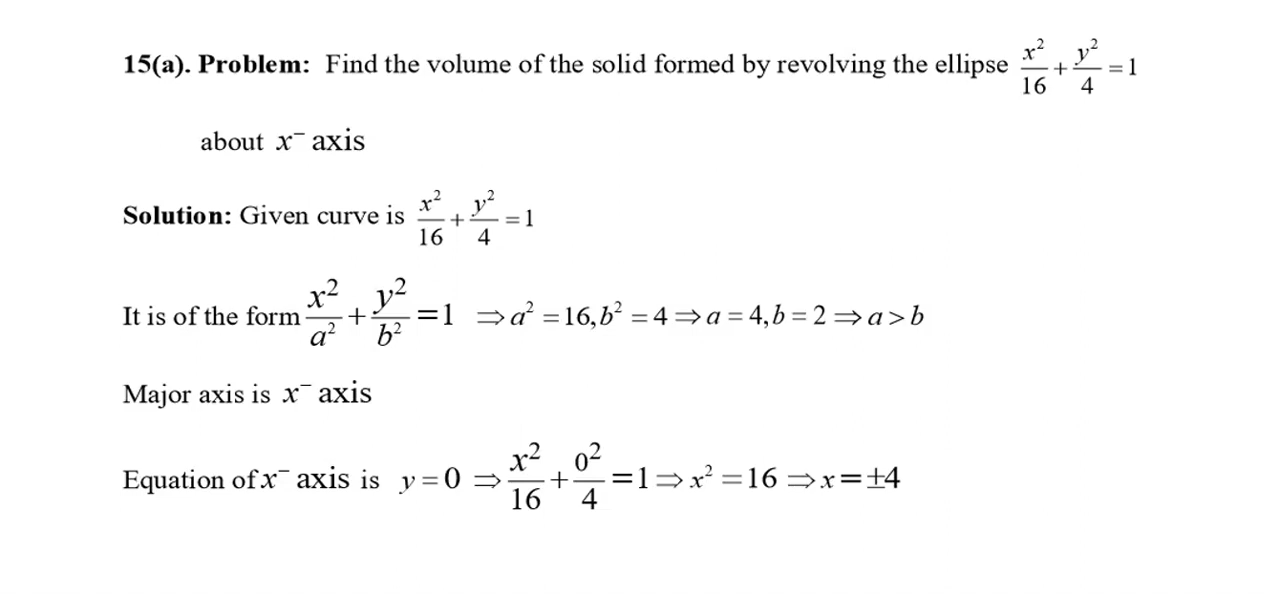 15(a). Problem: Find the volume of the solid formed by revolving the ellipse x²/16 + y²/4 = 1
about x⁻ axis
Solution: Given curve is x²/16 + y²/4 = 1
It is of the form x²/a² + y²/b² = 1 ⇒ a² = 16, b² = 4 ⇒ a = 4, b = 2 ⇒ a > b
Major axis is x⁻ axis
Equation of x⁻ axis is y = 0 ⇒ x²/16 + 0²/4 = 1 ⇒ x² = 16 ⇒ x = ±4